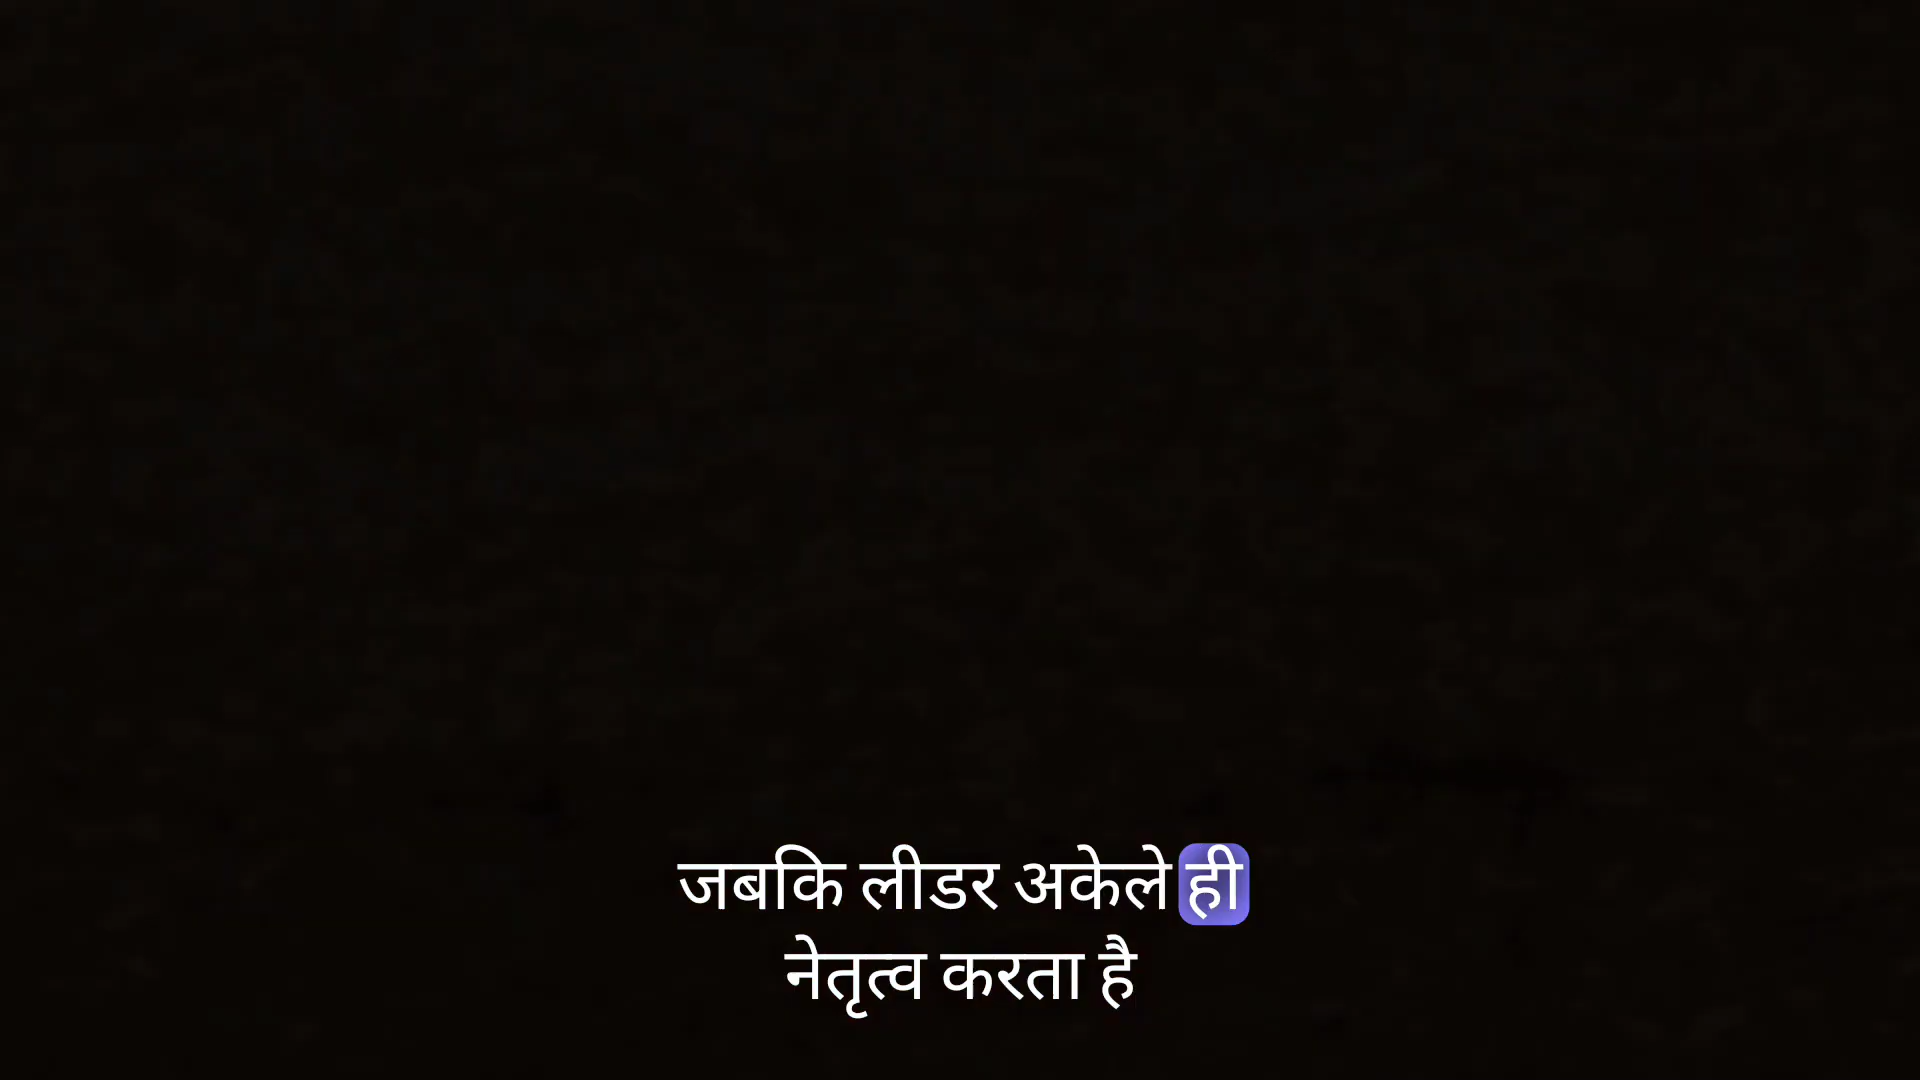 जबकि लीडर अकेले ही
नेतृत्व करता है